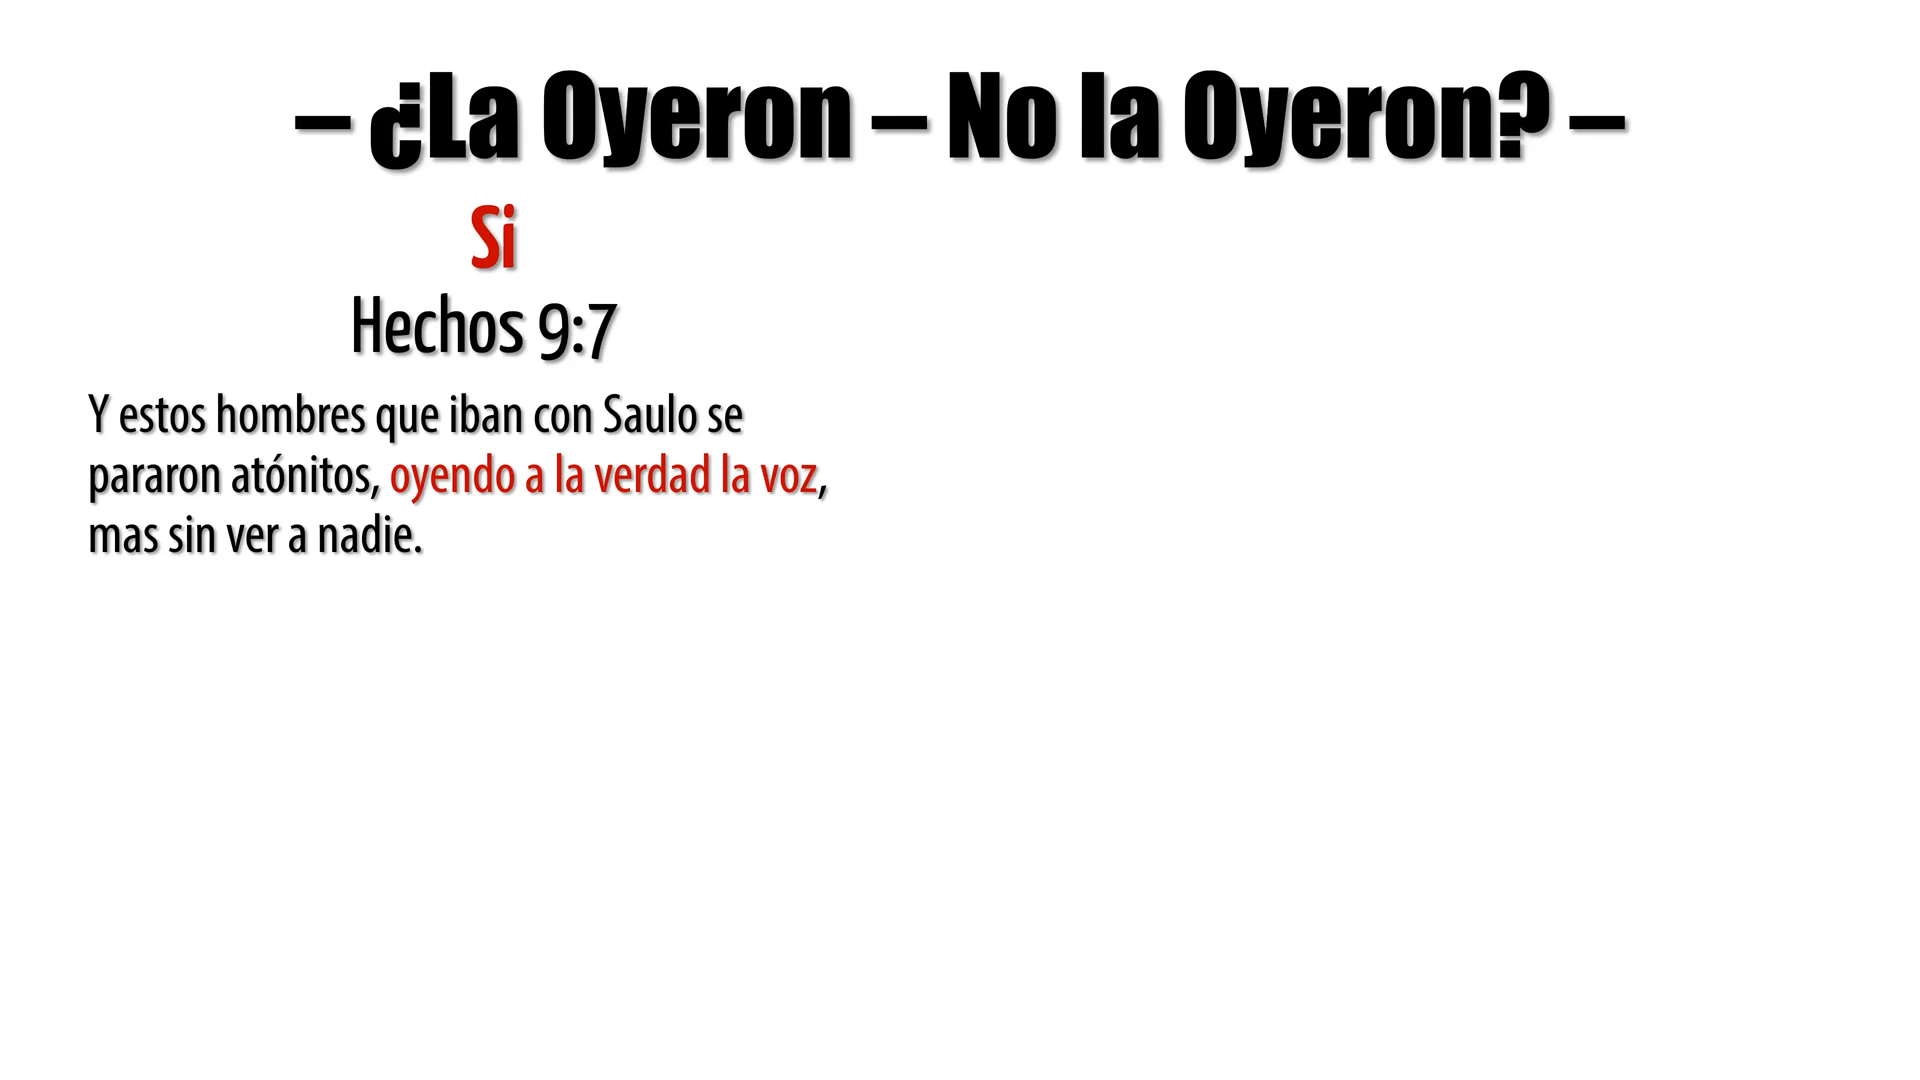 – ¿La Oyeron – No la Oyeron? –
Si
Hechos 9:7
Y estos hombres que iban con Saulo se
pararon atónitos, oyendo a la verdad la voz,
mas sin ver a nadie.